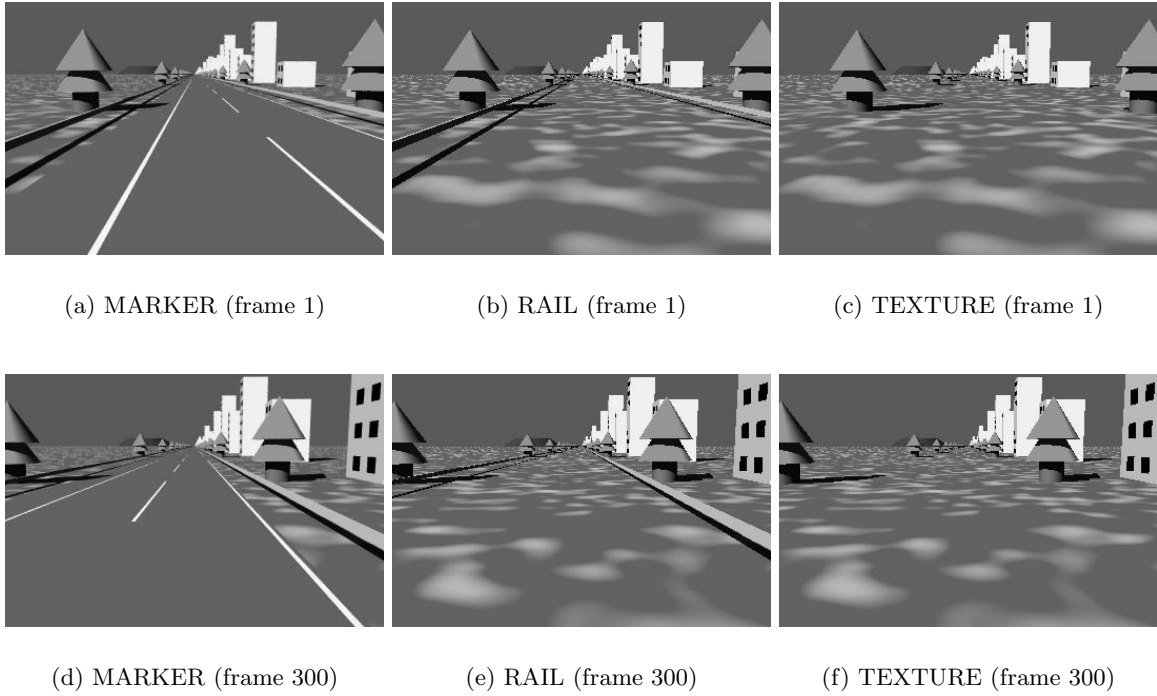 (a) MARKER (frame 1)
(b) RAIL (frame 1)
(c) TEXTURE (frame 1)
(d) MARKER (frame 300)
(e) RAIL (frame 300)
(f) TEXTURE (frame 300)